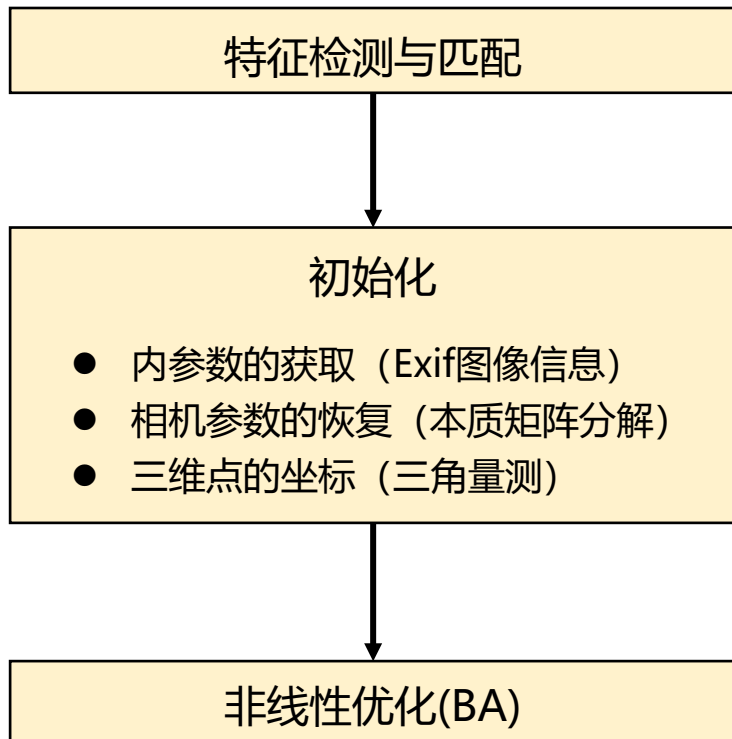 特征检测与匹配
初始化
● 内参数的获取（Exif图像信息）
● 相机参数的恢复（本质矩阵分解）
● 三维点的坐标（三角量测）
非线性优化(BA)